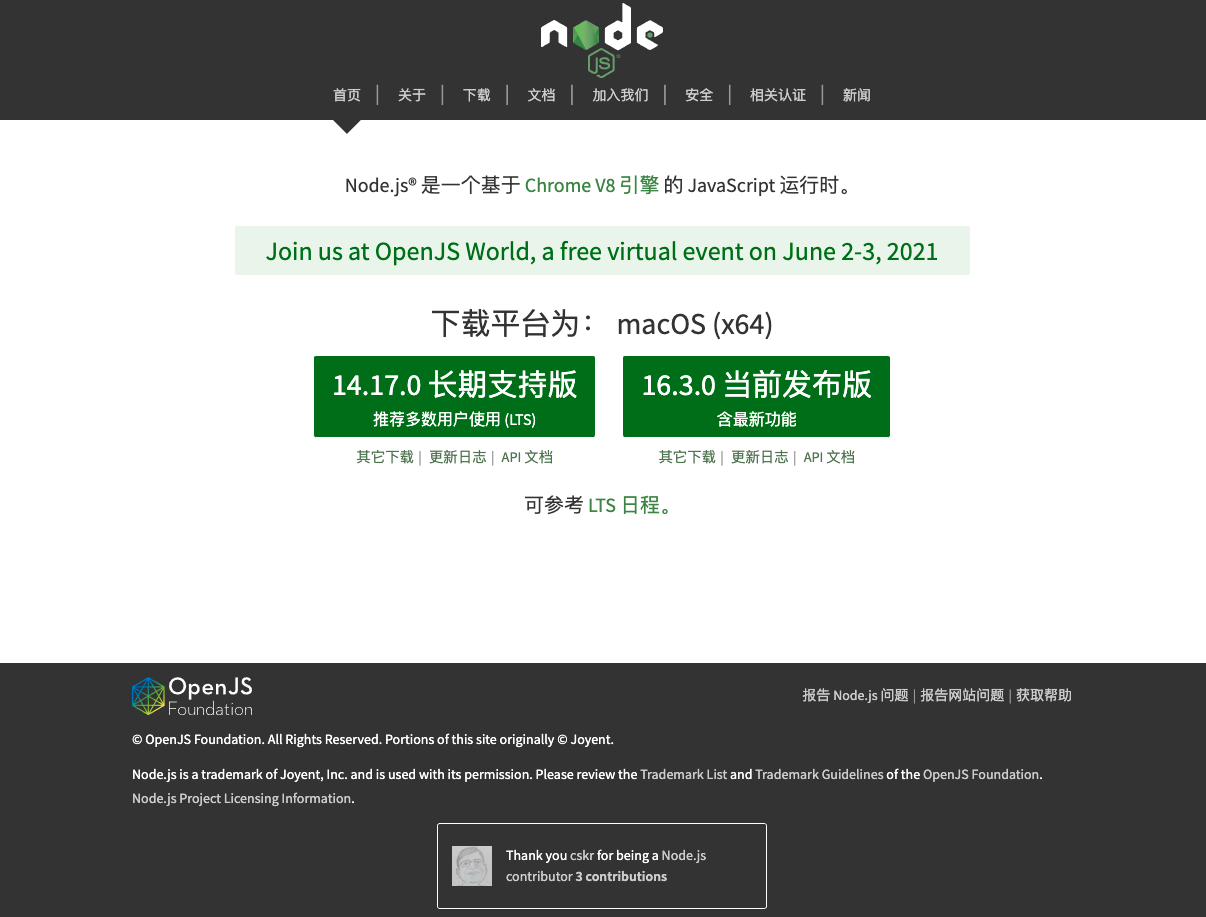 node
JS
首页 | 关于 | 下载 | 文档 | 加入我们 | 安全 | 相关认证 | 新闻
Node.js® 是一个基于 Chrome V8 引擎 的 JavaScript 运行时。
Join us at OpenJS World, a free virtual event on June 2-3, 2021
下载平台为： macOS (x64)
14.17.0 长期支持版
推荐多数用户使用 (LTS)
其它下载 | 更新日志 | API 文档
16.3.0 当前发布版
含最新功能
其它下载 | 更新日志 | API 文档
可参考 LTS 日程。
OpenJS
Foundation
报告 Node.js 问题 | 报告网站问题 | 获取帮助
© OpenJS Foundation. All Rights Reserved. Portions of this site originally © Joyent.
Node.js is a trademark of Joyent, Inc. and is used with its permission. Please review the Trademark List and Trademark Guidelines of the OpenJS Foundation.
Node.js Project Licensing Information.
Thank you cskr for being a Node.js
contributor 3 contributions